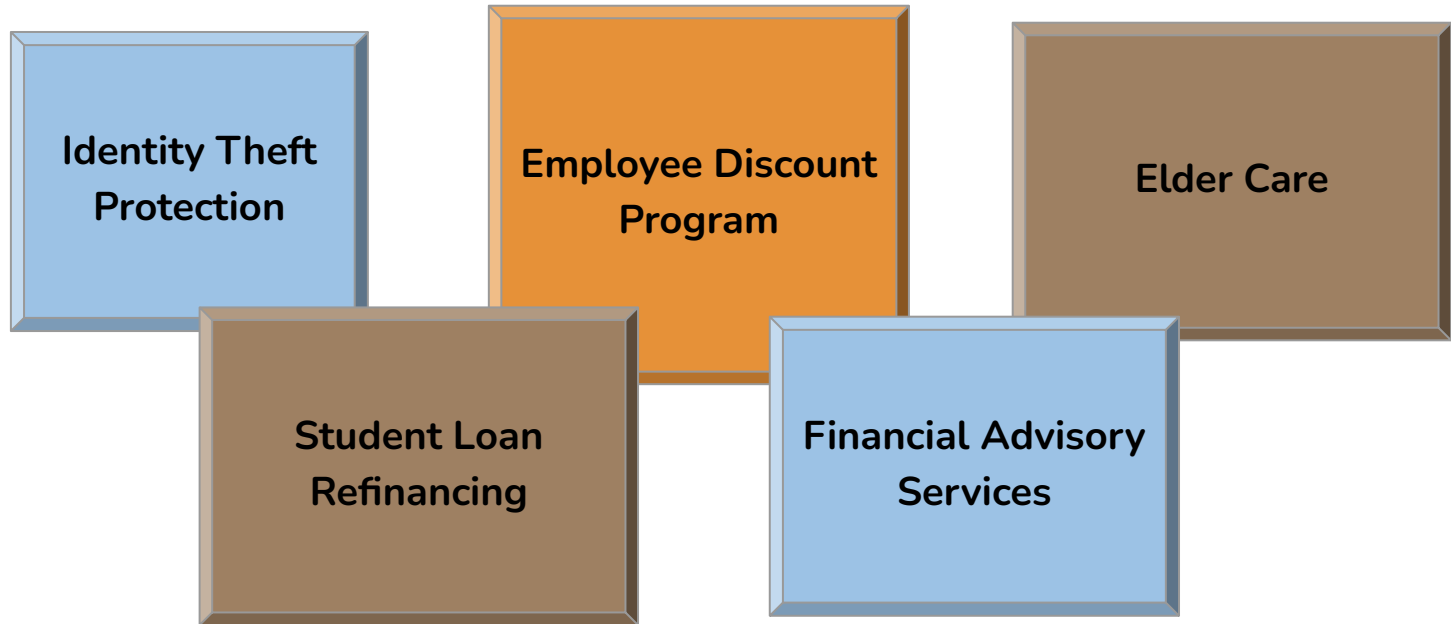 Identity Theft
Protection
Employee Discount
Program
Elder Care
Student Loan
Refinancing
Financial Advisory
Services